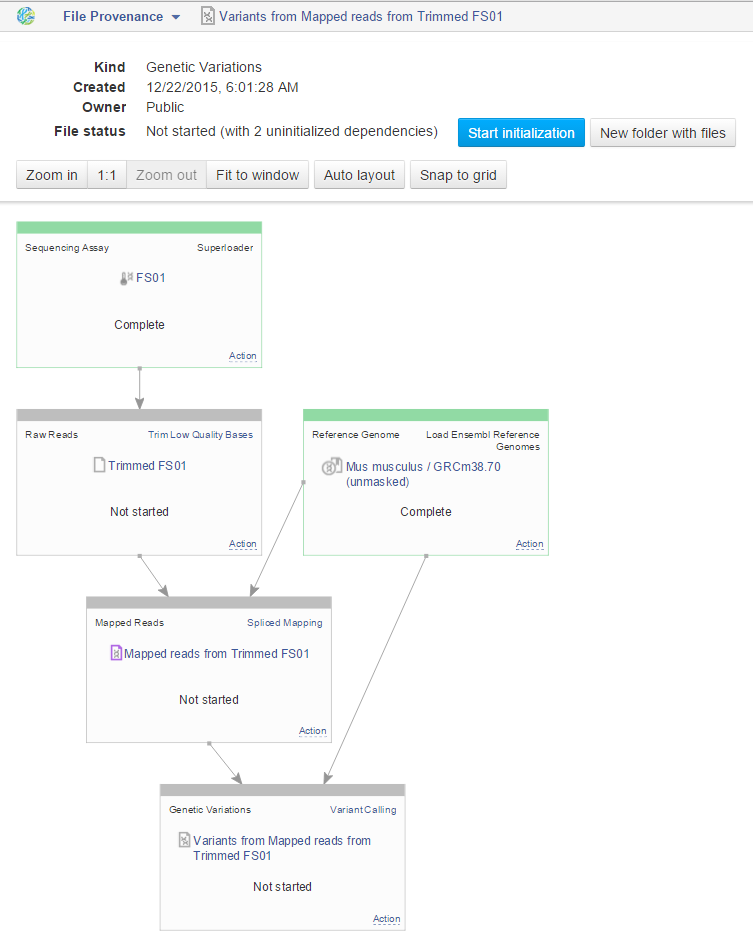 File Provenance
Variants from Mapped reads from Trimmed FS01
Kind Genetic Variations
Created 12/22/2015, 6:01:28 AM
Owner Public
File status Not started (with 2 uninitialized dependencies)
Start initialization
New folder with files
Zoom in
1:1
Zoom out
Fit to window
Auto layout
Snap to grid
Sequencing Assay
Superloader
FS01
Complete
Action
Raw Reads
Trim Low Quality Bases
Trimmed FS01
Not started
Action
Reference Genome
Load Ensembl Reference
Genomes
Mus musculus / GRCm38.70
(unmasked)
Complete
Action
Mapped Reads
Spliced Mapping
Mapped reads from Trimmed FS01
Not started
Action
Genetic Variations
Variant Calling
Variants from Mapped reads from
Trimmed FS01
Not started
Action